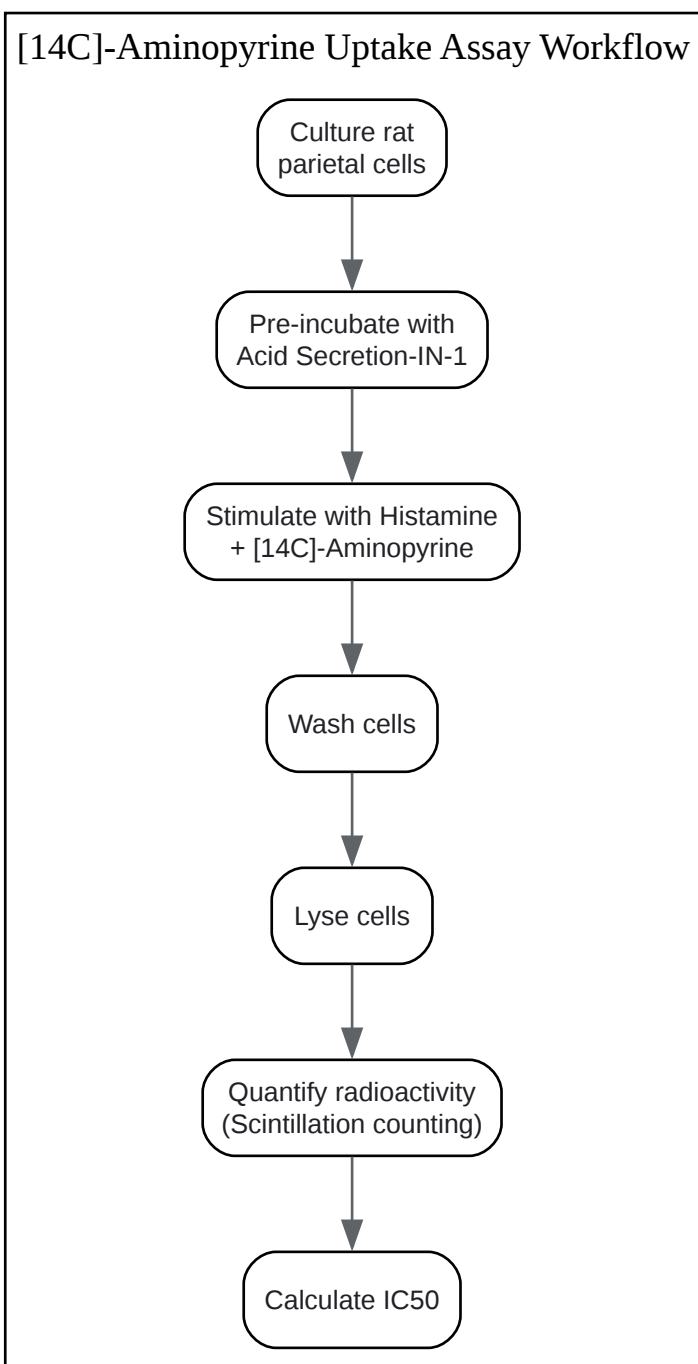 [14C]-Aminopyrine Uptake Assay Workflow
Culture rat
parietal cells
Pre-incubate with
Acid Secretion-IN-1
Stimulate with Histamine
+ [14C]-Aminopyrine
Wash cells
Lyse cells
Quantify radioactivity
(Scintillation counting)
Calculate IC50